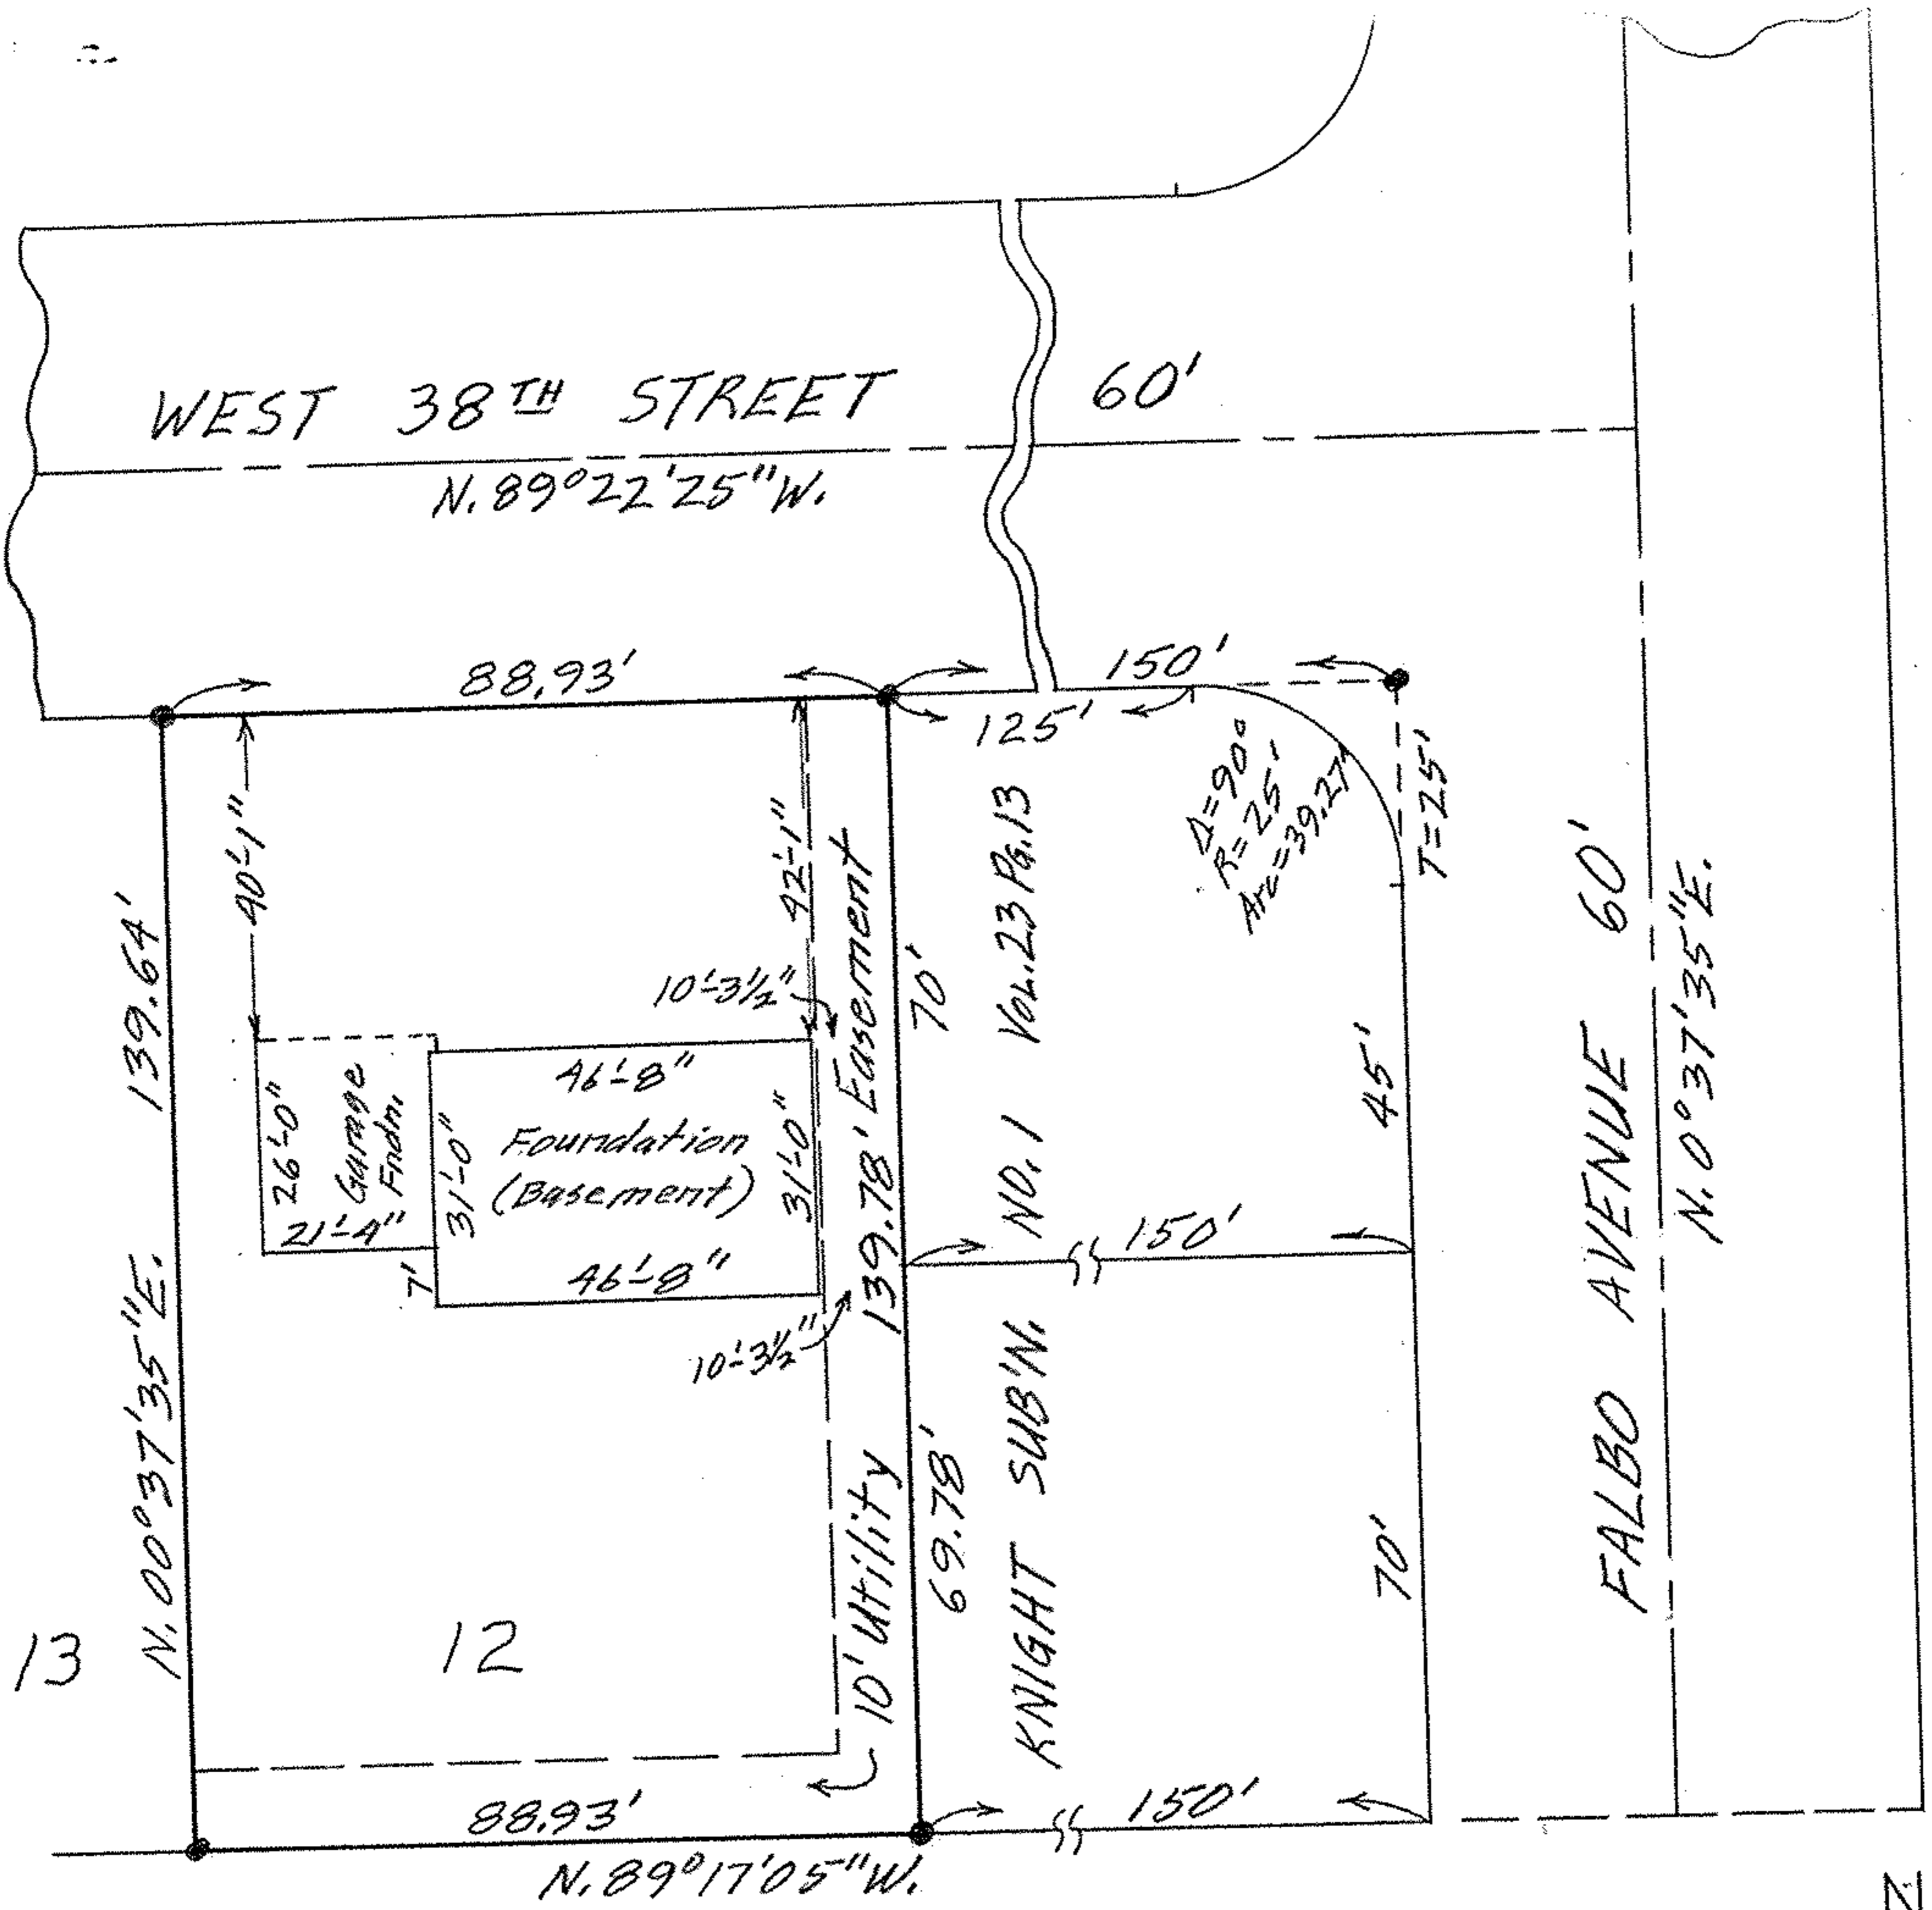 WEST 38TH STREET 60'
N. 89°22'25"W.
88.93'
150'
125'
Δ=90°
R=25'
Arc=39.27'
T=25'
40'-1"
42'-1"
139.64'
N. 00°37'35"E.
10'-3½"
70'
Vol. 23 PG. 13
46'-8"
Foundation
(Basement)
31'-0"
31'-0"
46'-8"
26'-0"
Garage
Fndn.
21'-4"
7'
10'-3½"
10' Utility Easement
139.78'
69.78'
KNIGHT SUB'N. NO. 1
45'
150'
70'
FALBO AVENUE 60'
N. 0°37'35"E.
13
12
88.93'
150'
N. 89°17'05"W.
N